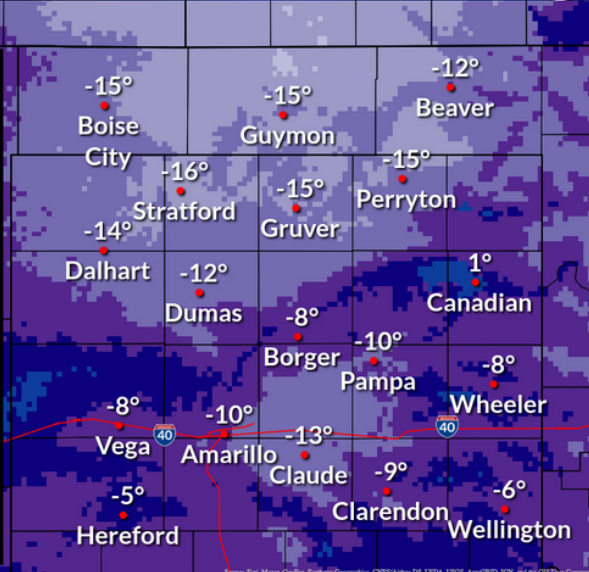 -12°
Beaver
-15°
Boise
City
-15°
Guymon
-15°
Perryton
-16°
Stratford
-15°
Gruver
-14°
Dalhart
1°
Canadian
-12°
Dumas
-8°
Borger
-10°
Pampa
-8°
Wheeler
-8°
Vega
40
-10°
Amarillo
40
-13°
Claude
-9°
Clarendon
-5°
Hereford
-6°
Wellington